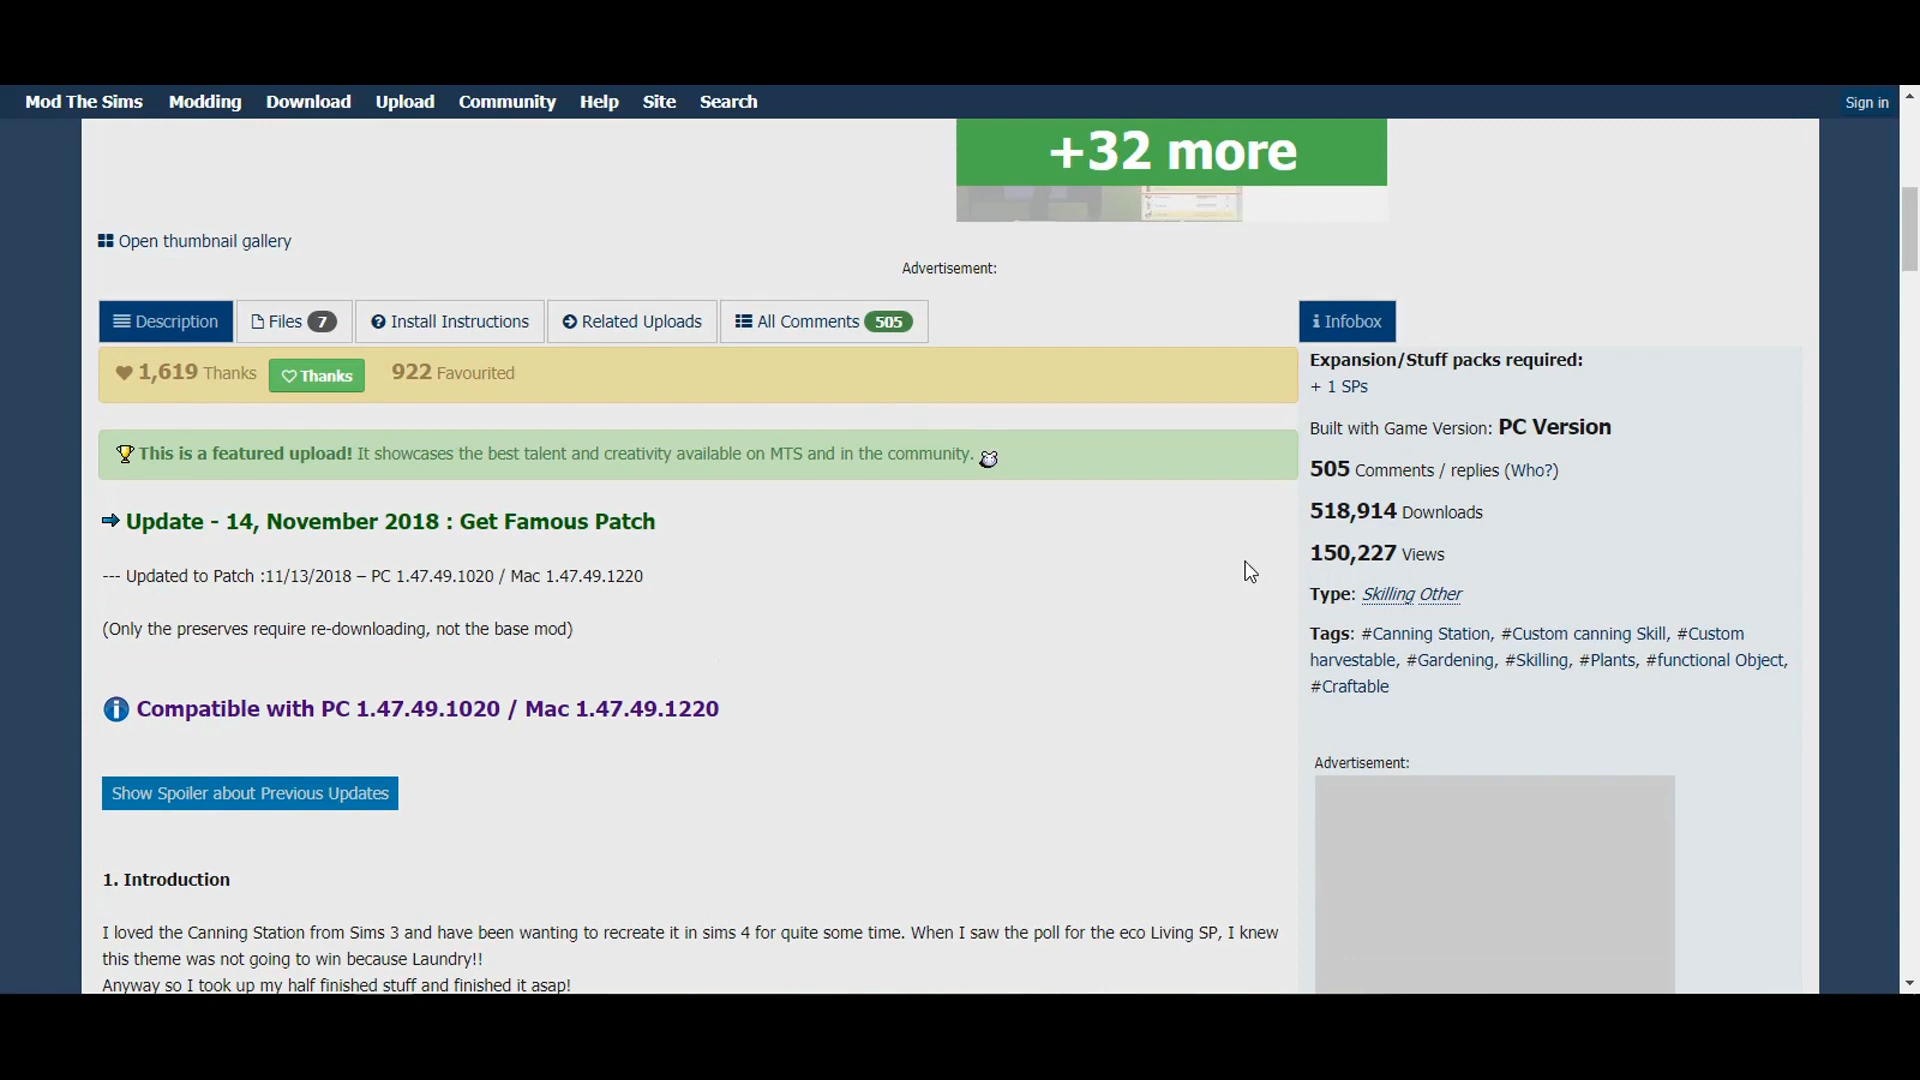 Mod The Sims Modding Download Upload Community Help Site Search Sign in
+32 more
Open thumbnail gallery
Advertisement:
Description Files 7 Install Instructions Related Uploads All Comments 505
1,619 Thanks Thanks 922 Favourited
This is a featured upload! It showcases the best talent and creativity available on MTS and in the community.
Update - 14, November 2018 : Get Famous Patch
--- Updated to Patch :11/13/2018 – PC 1.47.49.1020 / Mac 1.47.49.1220
(Only the preserves require re-downloading, not the base mod)
Compatible with PC 1.47.49.1020 / Mac 1.47.49.1220
Show Spoiler about Previous Updates
1. Introduction
I loved the Canning Station from Sims 3 and have been wanting to recreate it in sims 4 for quite some time. When I saw the poll for the eco Living SP, I knew
this theme was not going to win because Laundry!!
Anyway so I took up my half finished stuff and finished it asap!
Infobox
Expansion/Stuff packs required:
+ 1 SPs
Built with Game Version: PC Version
505 Comments / replies (Who?)
518,914 Downloads
150,227 Views
Type: Skilling Other
Tags: #Canning Station, #Custom canning Skill, #Custom
harvestable, #Gardening, #Skilling, #Plants, #functional Object,
#Craftable
Advertisement: